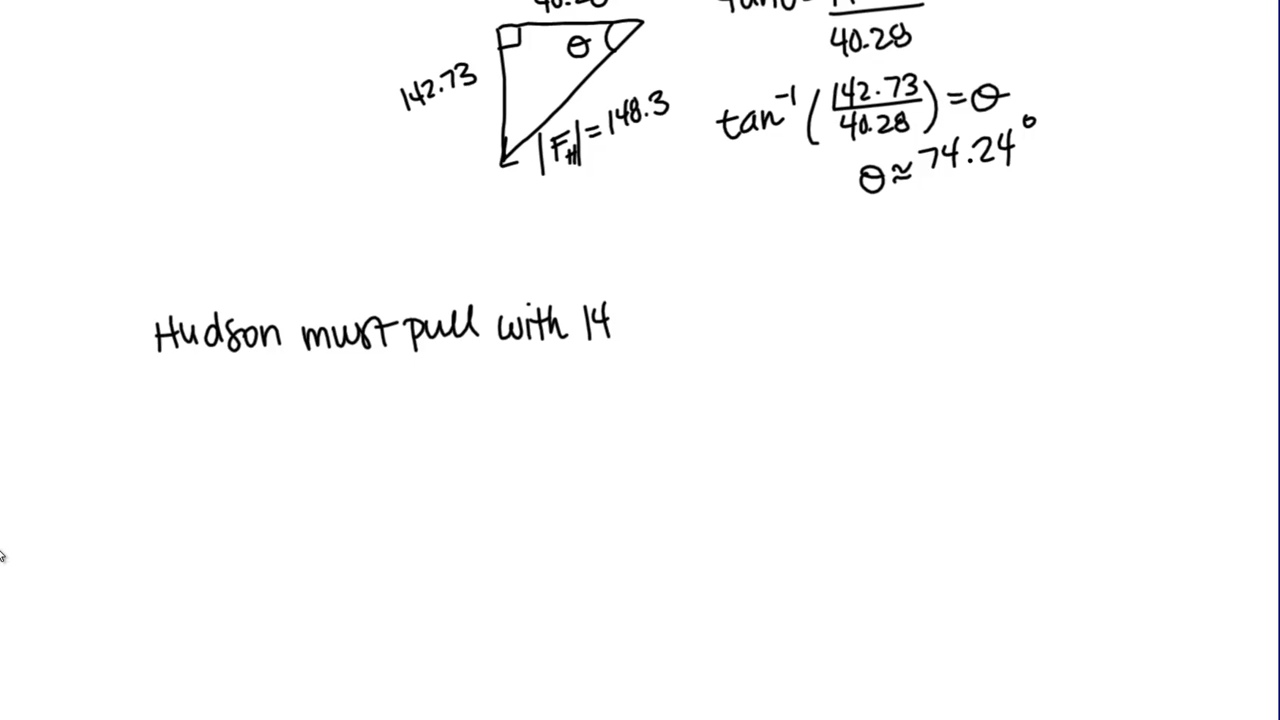 θ
40.28
142.73
|F_H| = 148.3
tan⁻¹ (142.73/40.28) = θ
θ ≈ 74.24°
Hudson must pull with 14